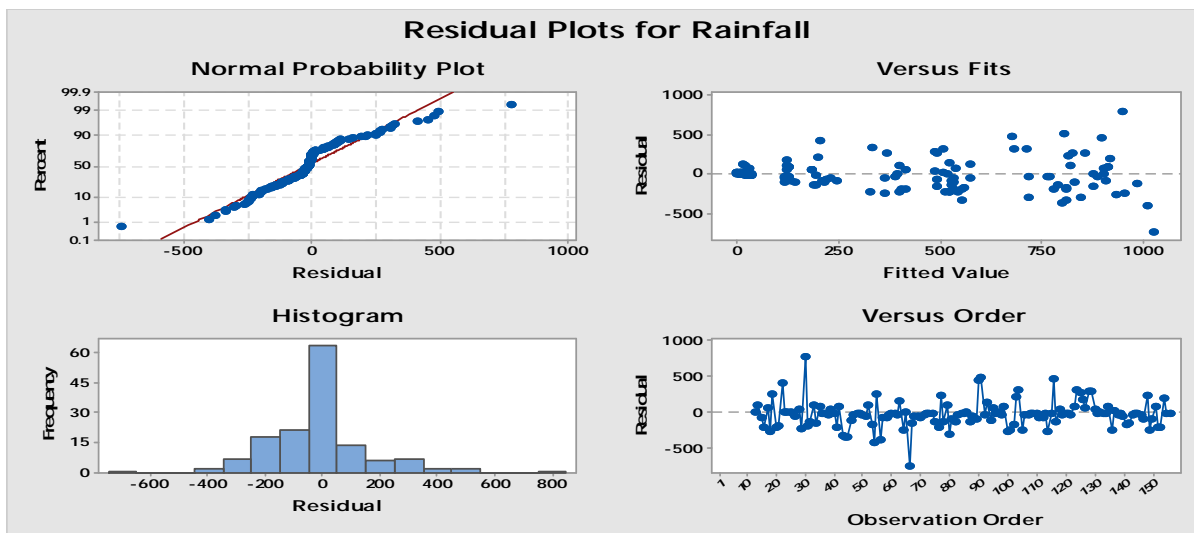 Residual Plots for Rainfall
Normal Probability Plot
99.9
99
90
50
10
1
0.1
Percent
-500 0 500 1000
Residual
Versus Fits
1000
500
0
-500
Residual
0 250 500 750 1000
Fitted Value
Histogram
60
45
30
15
0
Frequency
-600 -400 -200 0 200 400 600 800
Residual
Versus Order
1000
500
0
-500
Residual
1 10 20 30 40 50 60 70 80 90 100 110 120 130 140 150
Observation Order